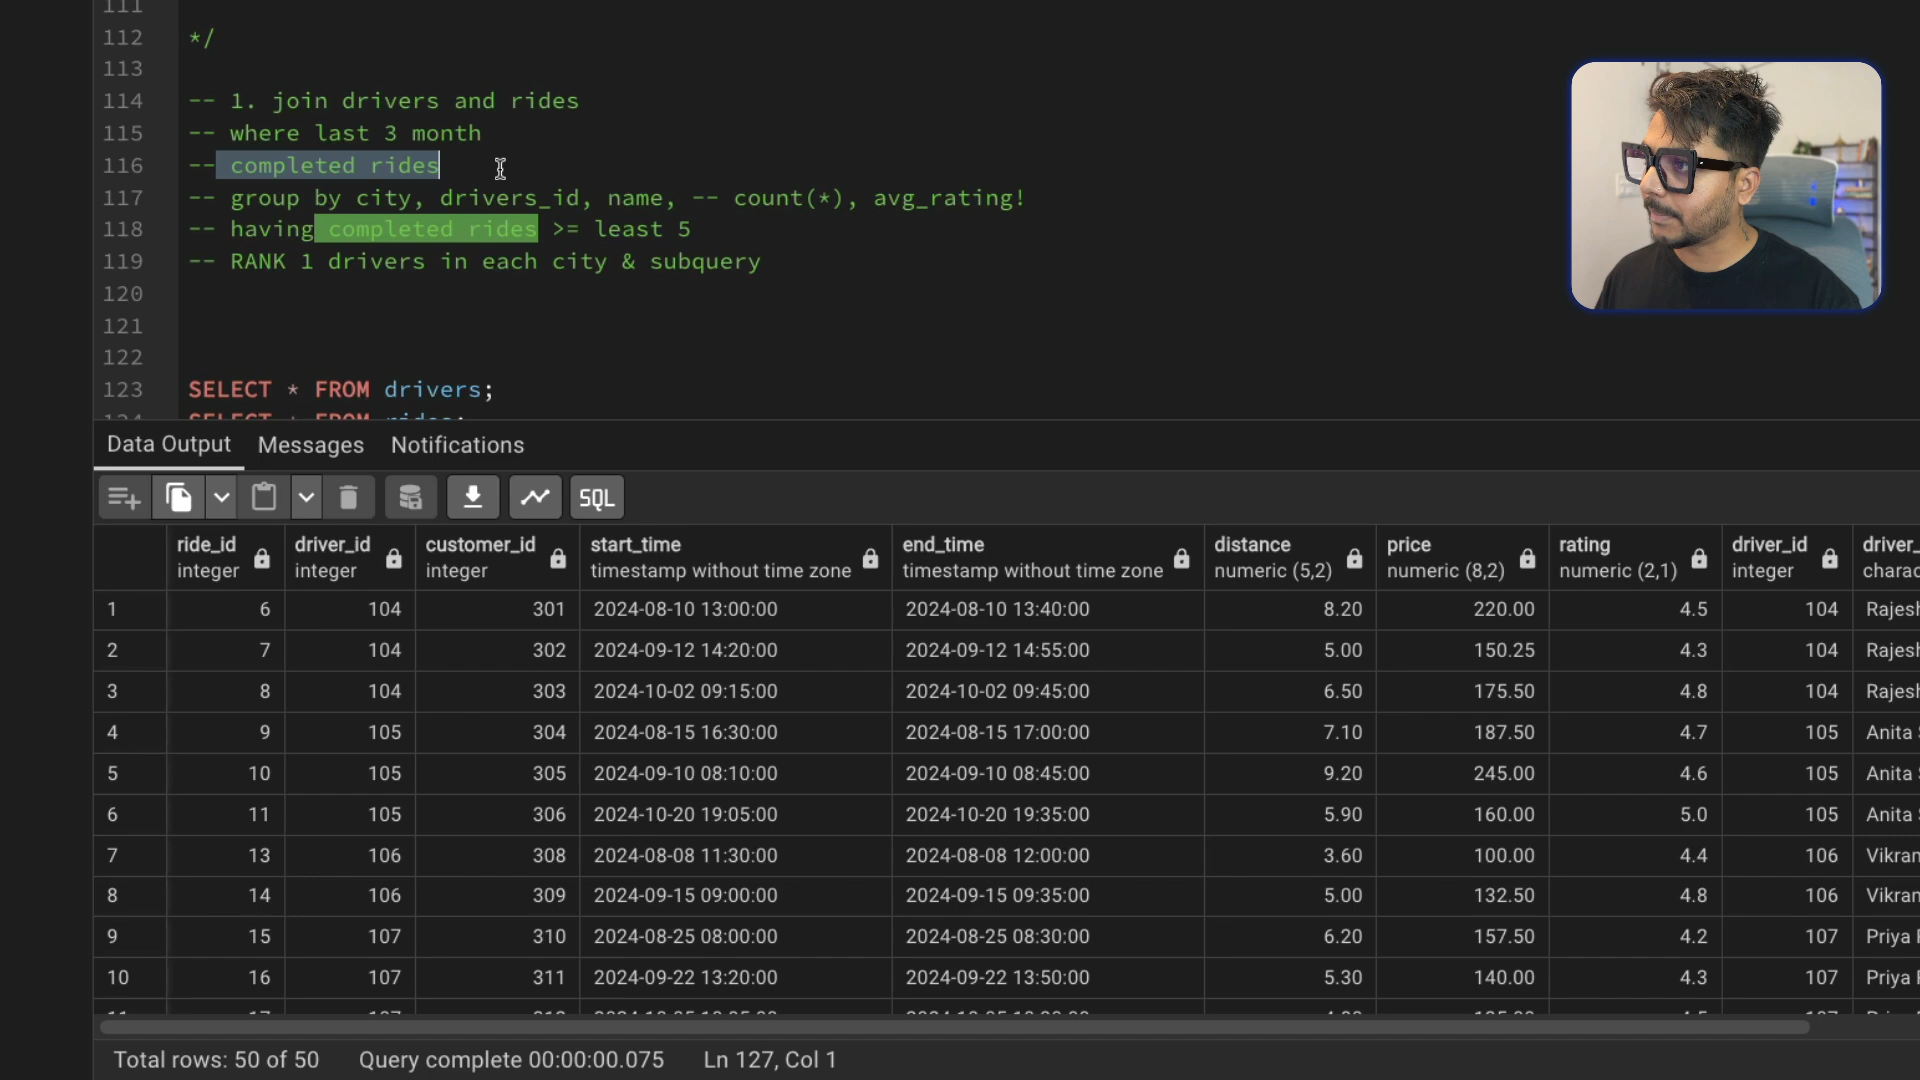 111
112 */
113
114 -- 1. join drivers and rides
115 -- where last 3 month
116 -- completed rides
117 -- group by city, drivers_id, name, -- count(*), avg_rating!
118 -- having completed rides >= least 5
119 -- RANK 1 drivers in each city & subquery
120
121
122
123 SELECT * FROM drivers;
124 SELECT * FROM rides;
Data Output Messages Notifications
SQL
ride_id driver_id customer_id start_time end_time distance price rating driver_id driver_
integer integer integer timestamp without time zone timestamp without time zone numeric (5,2) numeric (8,2) numeric (2,1) integer charac
1 6 104 301 2024-08-10 13:00:00 2024-08-10 13:40:00 8.20 220.00 4.5 104 Rajesh
2 7 104 302 2024-09-12 14:20:00 2024-09-12 14:55:00 5.00 150.25 4.3 104 Rajesh
3 8 104 303 2024-10-02 09:15:00 2024-10-02 09:45:00 6.50 175.50 4.8 104 Rajesh
4 9 105 304 2024-08-15 16:30:00 2024-08-15 17:00:00 7.10 187.50 4.7 105 Anita
5 10 105 305 2024-09-10 08:10:00 2024-09-10 08:45:00 9.20 245.00 4.6 105 Anita
6 11 105 306 2024-10-20 19:05:00 2024-10-20 19:35:00 5.90 160.00 5.0 105 Anita
7 13 106 308 2024-08-08 11:30:00 2024-08-08 12:00:00 3.60 100.00 4.4 106 Vikran
8 14 106 309 2024-09-15 09:00:00 2024-09-15 09:35:00 5.00 132.50 4.8 106 Vikran
9 15 107 310 2024-08-25 08:00:00 2024-08-25 08:30:00 6.20 157.50 4.2 107 Priya
10 16 107 311 2024-09-22 13:20:00 2024-09-22 13:50:00 5.30 140.00 4.3 107 Priya
Total rows: 50 of 50 Query complete 00:00:00.075 Ln 127, Col 1